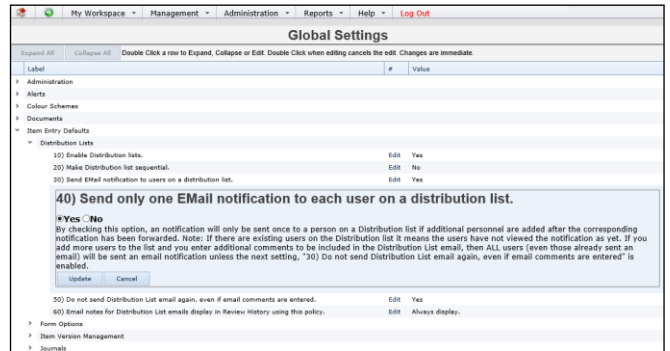 My Workspace Management Administration Reports Help Log Out
Global Settings
Expand All Collapse All Double Click a row to Expand, Collapse or Edit. Double Click when editing cancels the edit. Changes are immediate.
Label # Value
Administration
Alerts
Colour Schemes
Documents
Item Entry Defaults
Distribution Lists
10) Enable Distribution lists. Edit Yes
20) Make Distribution list sequential. Edit No
30) Send EMail notification to users on a distribution list. Edit Yes
40) Send only one EMail notification to each user on a distribution list.
Yes No
By checking this option, an notification will only be sent once to a person on a Distribution list if additional personnel are added after the corresponding
notification has been forwarded. Note: If there are existing users on the Distribution list it means the users have not viewed the notification as yet. If you
add more users to the list and you enter additional comments to be included in the Distribution List email, then ALL users (even those already sent an
email) will be sent an email notification unless the next setting, "30) Do not send Distribution List email again, even if email comments are entered" is
enabled.
Update Cancel
50) Do not send Distribution List email again, even if email comments are entered. Edit Yes
60) Email notes for Distribution List emails display in Review History using this policy. Edit Always display.
Form Options
Item Version Management
Journals